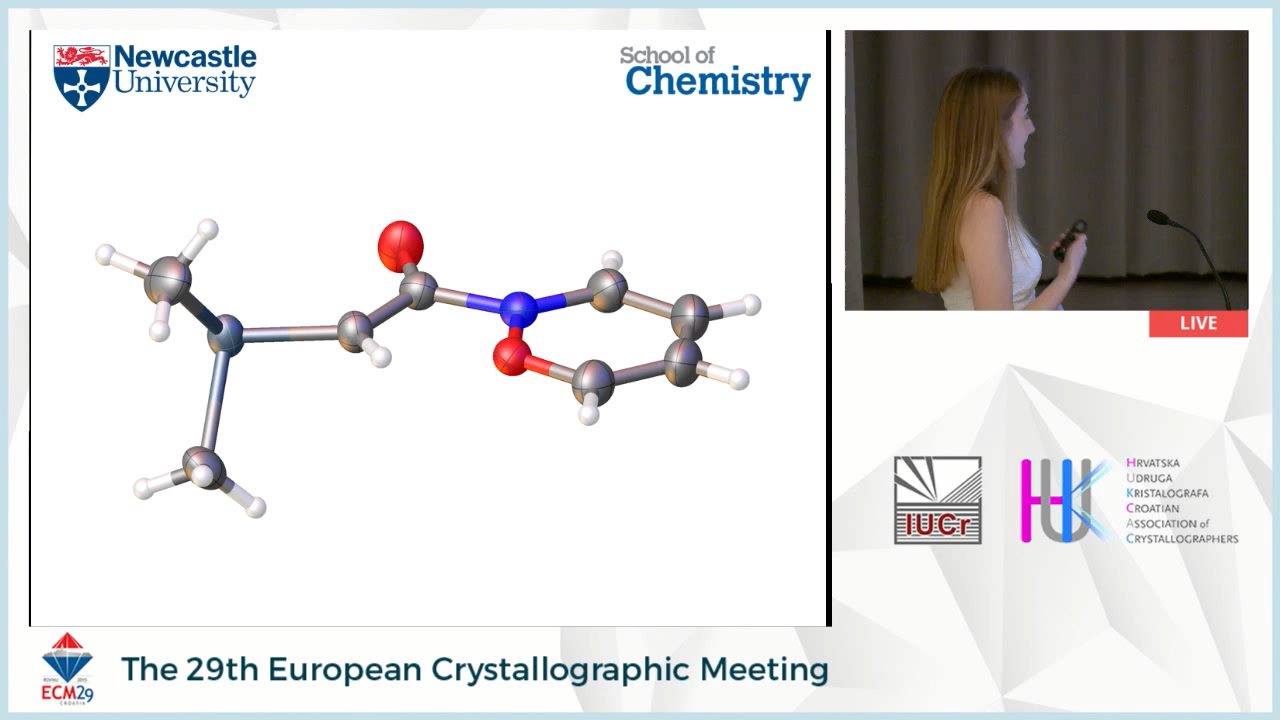 Newcastle
University
School of
Chemistry
LIVE
IUCr
HUK
HRVATSKA
UDRUGA
KRISTALOGRAFA
CROATIAN
ASSOCIATION of
CRYSTALLOGRAPHERS
ECM29
CROATIA
The 29th European Crystallographic Meeting